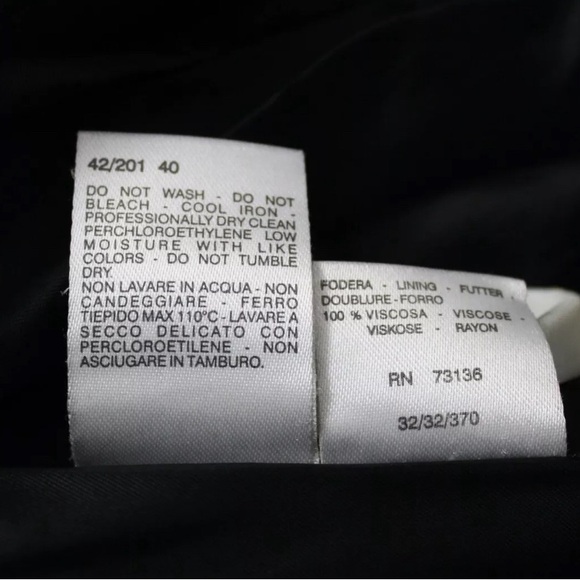 42/201 40
DO NOT WASH - DO NOT
BLEACH - COOL IRON -
PROFESSIONALLY DRY CLEAN
PERCHLOROETHYLENE LOW
MOISTURE WITH LIKE
COLORS - DO NOT TUMBLE
DRY.
NON LAVARE IN ACQUA - NON
CANDEGGIARE - FERRO
TIEPIDO MAX 110°C - LAVARE A
SECCO DELICATO CON
PERCLOROETILENE - NON
ASCIUGARE IN TAMBURO.
FODERA - LINING - FUTTER -
DOUBLURE - FORRO
100 % VISCOSA - VISCOSE -
VISKOSE - RAYON
RN 73136
32/32/370